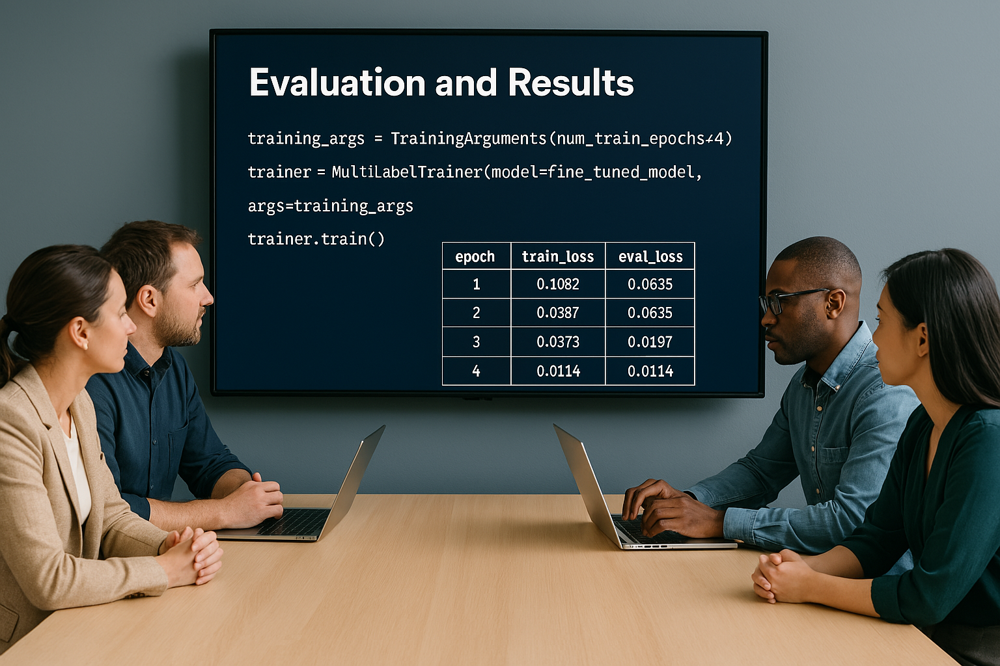 Evaluation and Results
training_args = TrainingArguments(num_train_epochs=4)
trainer = MultiLabelTrainer(model=fine_tuned_model,
args=training_args
trainer.train()
epoch train_loss eval_loss
1 0.1082 0.0635
2 0.0387 0.0635
3 0.0373 0.0197
4 0.0114 0.0114